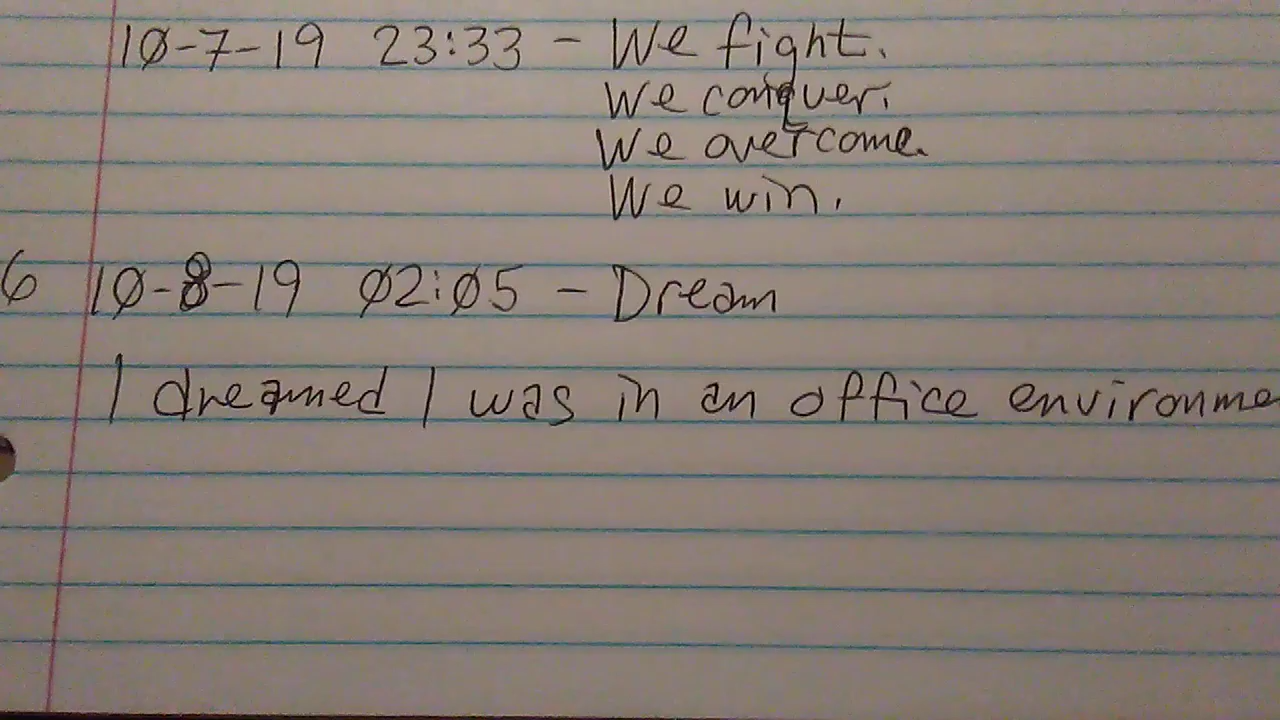 10-7-19 23:33 - We fight.
We conquer.
We overcome.
We win.
6 10-8-19 02:05 - Dream
I dreamed I was in an office environme